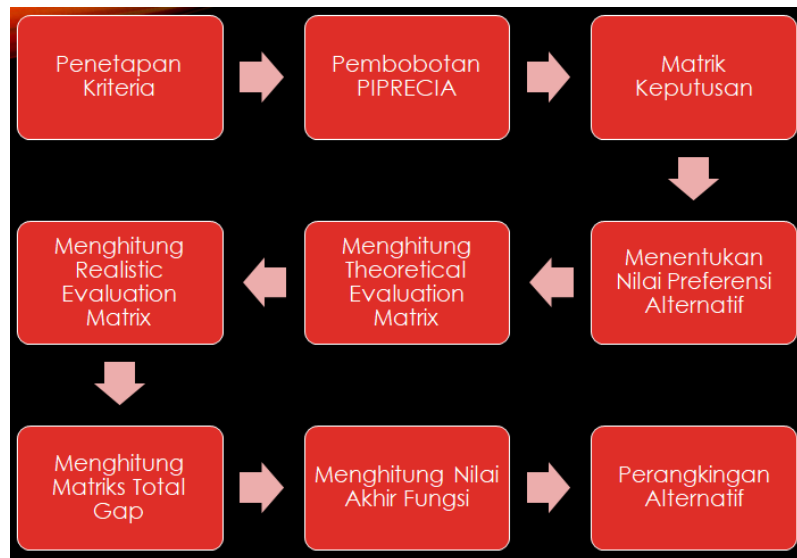 Penetapan
Kriteria
Pembobotan
PIPRECIA
Matrik
Keputusan
Menentukan
Nilai Preferensi
Alternatif
Menghitung
Theoretical
Evaluation
Matrix
Menghitung
Realistic
Evaluation
Matrix
Menghitung
Matriks Total
Gap
Menghitung Nilai
Akhir Fungsi
Perangkingan
Alternatif